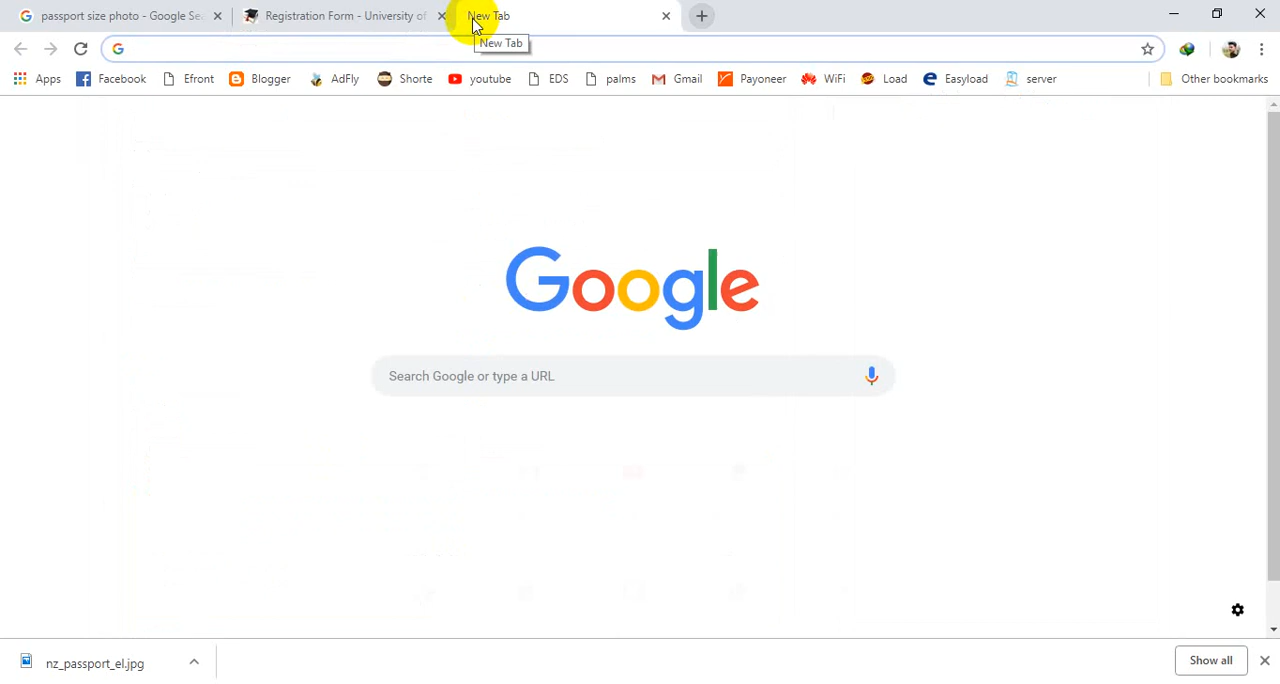 passport size photo - Google Se
Registration Form - University of
New Tab
New Tab
Apps
Facebook
Efront
Blogger
AdFly
Shorte
youtube
EDS
palms
Gmail
Payoneer
WiFi
Load
Easyload
server
Other bookmarks
Google
Search Google or type a URL
nz_passport_el.jpg
Show all